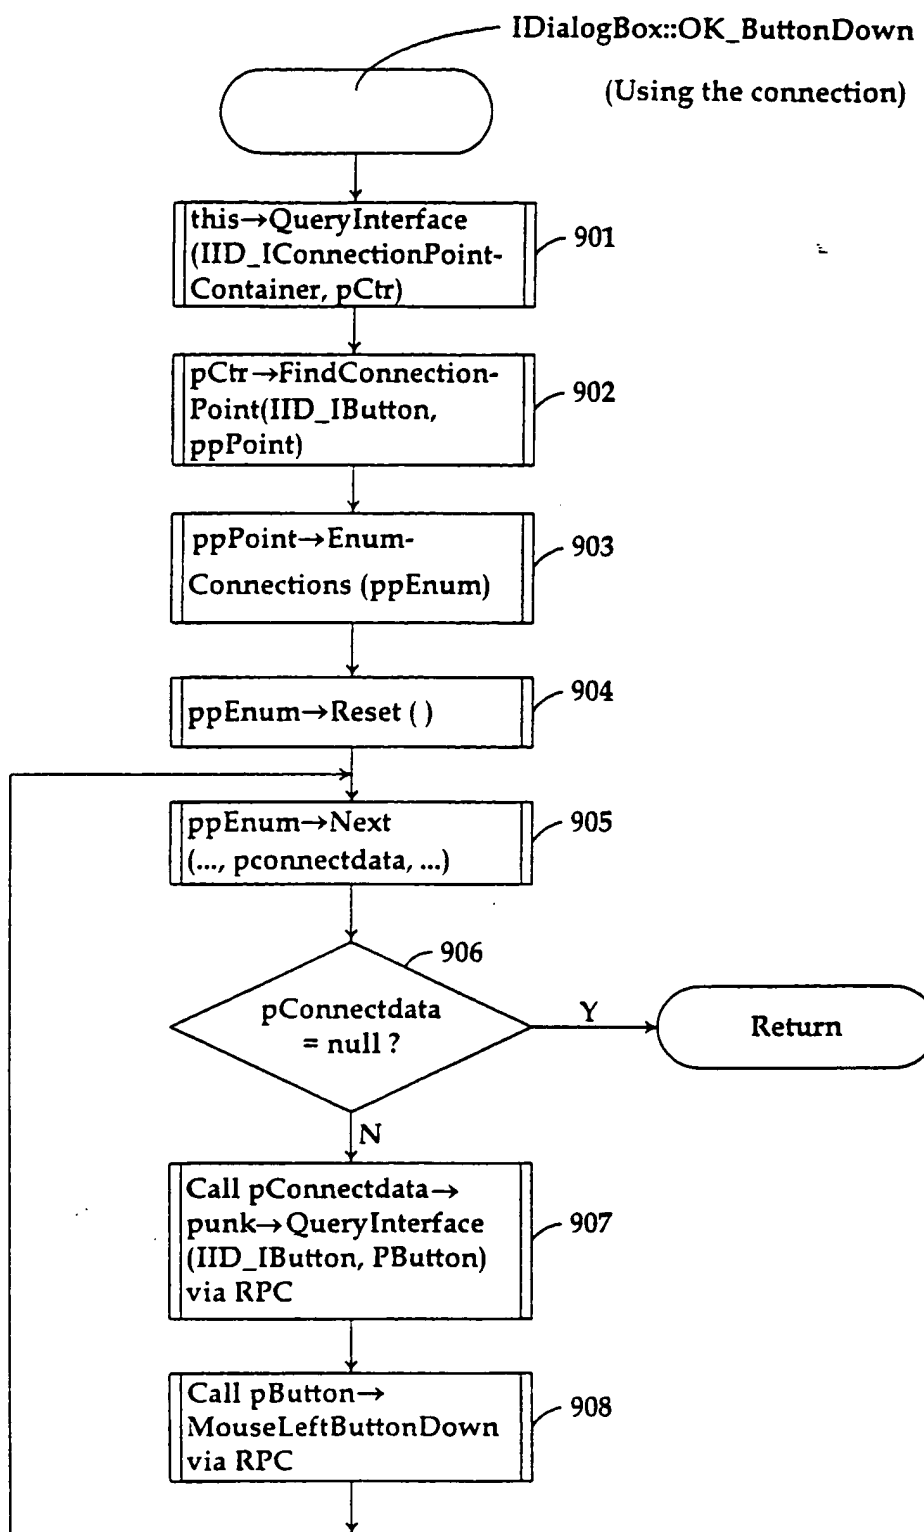 IDialogBox::OK_ButtonDown
(Using the connection)
this→QueryInterface
(IID_IConnectionPoint-
Container, pCtr)
901
pCtr→FindConnection-
Point(IID_IButton,
ppPoint)
902
ppPoint→Enum-
Connections (ppEnum)
903
ppEnum→Reset ( )
904
ppEnum→Next
(..., pconnectdata, ...)
905
906
pConnectdata
= null ?
Y
Return
N
Call pConnectdata→
punk→QueryInterface
(IID_IButton, PButton)
via RPC
907
Call pButton→
MouseLeftButtonDown
via RPC
908